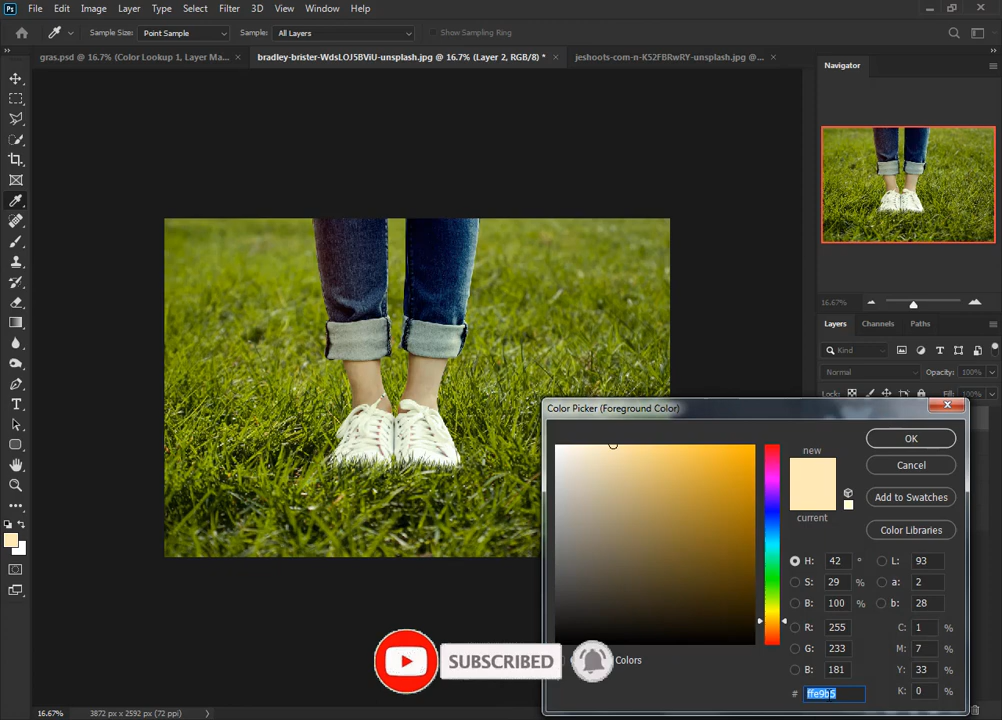 Ps File Edit Image Layer Type Select Filter 3D View Window Help
Sample Size: Point Sample Sample: All Layers Show Sampling Ring
gras.psd @ 16.7% (Color Lookup 1, Layer Ma... × bradley-brister-WdsLOJ5BViU-unsplash.jpg @ 16.7% (Layer 2, RGB/8) * × jeshoots-com-n-K52FBRwRY-unsplash.jpg @... ×
Navigator
16.67%
Layers Channels Paths
Kind
Normal Opacity: 100%
Lock: Fill: 100%
Color Picker (Foreground Color)
new
current
OK
Cancel
Add to Swatches
Color Libraries
H: 42 ° L: 93
S: 29 % a: 2
B: 100 % b: 28
R: 255 C: 1 %
G: 233 M: 7 %
B: 181 Y: 33 %
# ffe9b5 K: 0 %
Colors
SUBSCRIBED
16.67% 3872 px x 2592 px (72 ppi)